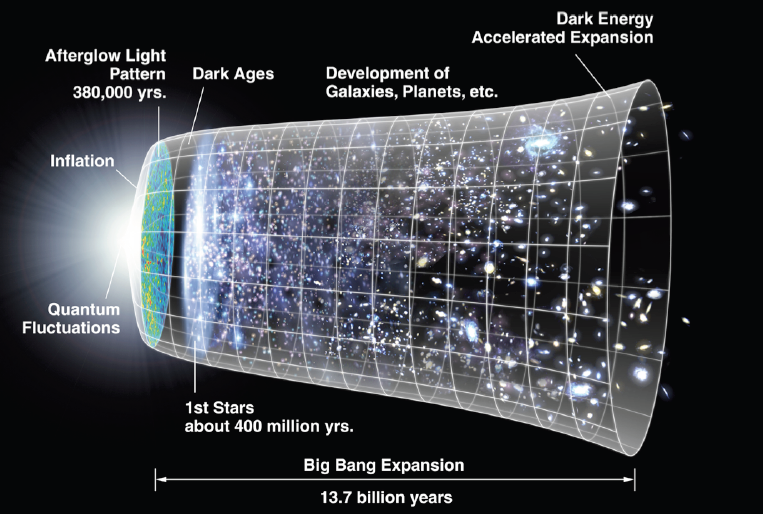 Dark Energy
Accelerated Expansion
Afterglow Light
Pattern
380,000 yrs.
Dark Ages
Development of
Galaxies, Planets, etc.
Inflation
Quantum
Fluctuations
1st Stars
about 400 million yrs.
Big Bang Expansion
13.7 billion years